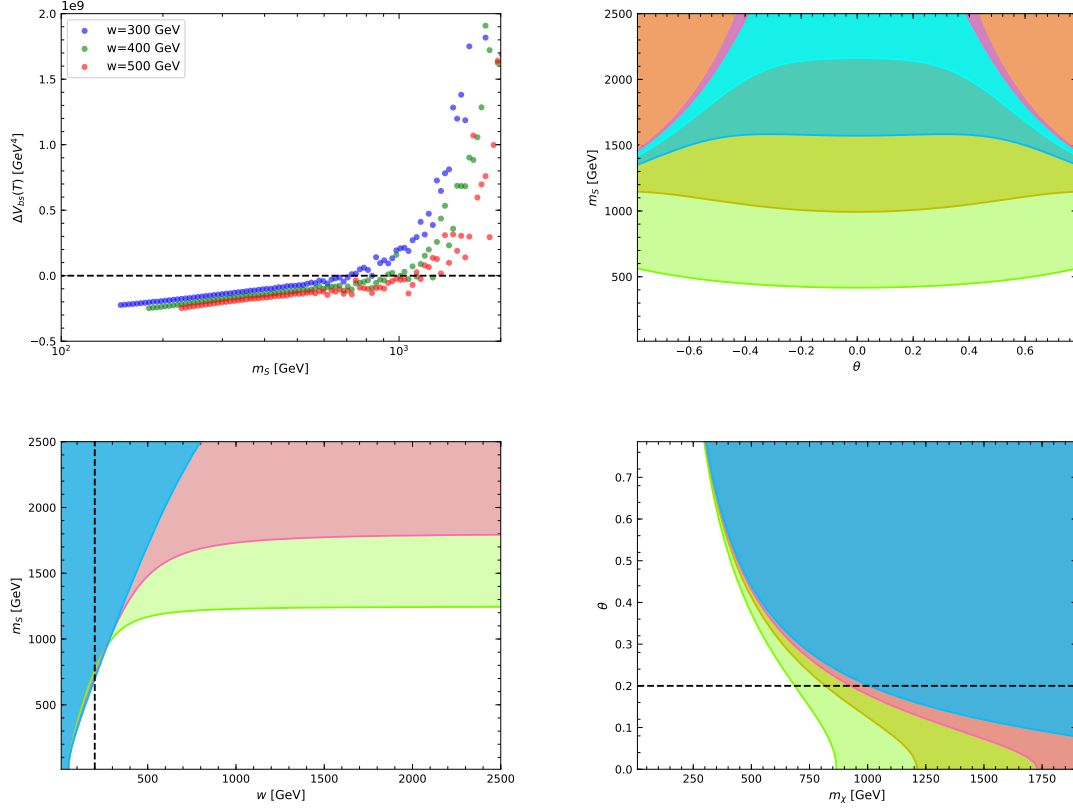 1e9
2.0
1.5
1.0
0.5
0.0
−0.5
ΔV_bs(T) [GeV⁴]
w=300 GeV
w=400 GeV
w=500 GeV
10² 10³
m_S [GeV]
2500
2000
1500
1000
500
m_S [GeV]
−0.6 −0.4 −0.2 0.0 0.2 0.4 0.6
θ
2500
2000
1500
1000
500
m_S [GeV]
500 1000 1500 2000 2500
w [GeV]
0.7
0.6
0.5
0.4
0.3
0.2
0.1
0.0
θ
250 500 750 1000 1250 1500 1750
m_χ [GeV]